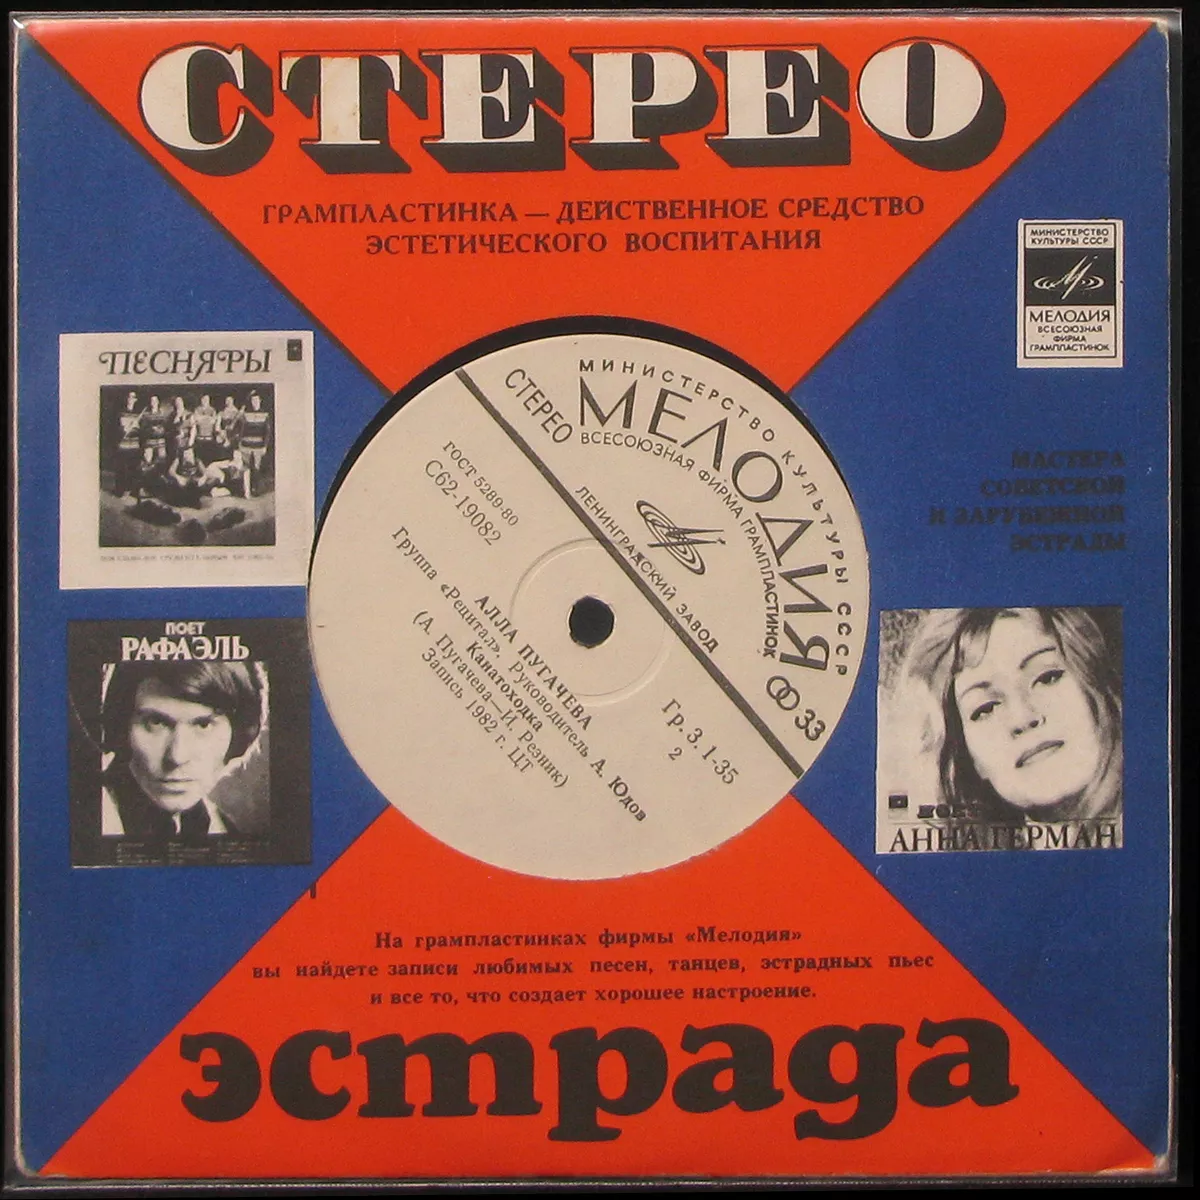 СТЕРЕО
ГРАМПЛАСТИНКА — ДЕЙСТВЕННОЕ СРЕДСТВО
ЭСТЕТИЧЕСКОГО ВОСПИТАНИЯ
МИНИСТЕРСТВО
КУЛЬТУРЫ СССР
МЕЛОДИЯ
ВСЕСОЮЗНАЯ
ФИРМА
ГРАМПЛАСТИНОК
ПЕСНЯРЫ
МАСТЕРА
СОВЕТСКОЙ
И ЗАРУБЕЖНОЙ
ЭСТРАДЫ
ПОЕТ
РАФАЭЛЬ
АННА ГЕРМАН
МИНИСТЕРСТВО КУЛЬТУРЫ СССР
МЕЛОДИЯ
ВСЕСОЮЗНАЯ ФИРМА ГРАМПЛАСТИНОК
СТЕРЕО
33
ЛЕНИНГРАДСКИЙ ЗАВОД
ГОСТ 5289-80
С62-19082
Гр. 3. 1-35
2
АЛЛА ПУГАЧЕВА
Группа «Рецитал». Руководитель А. Юдов
Канатоходка
(А. Пугачева—И. Резник)
Запись 1982 г. ЦТ
На грампластинках фирмы «Мелодия»
вы найдете записи любимых песен, танцев, эстрадных пьес
и все то, что создает хорошее настроение.
эстрада